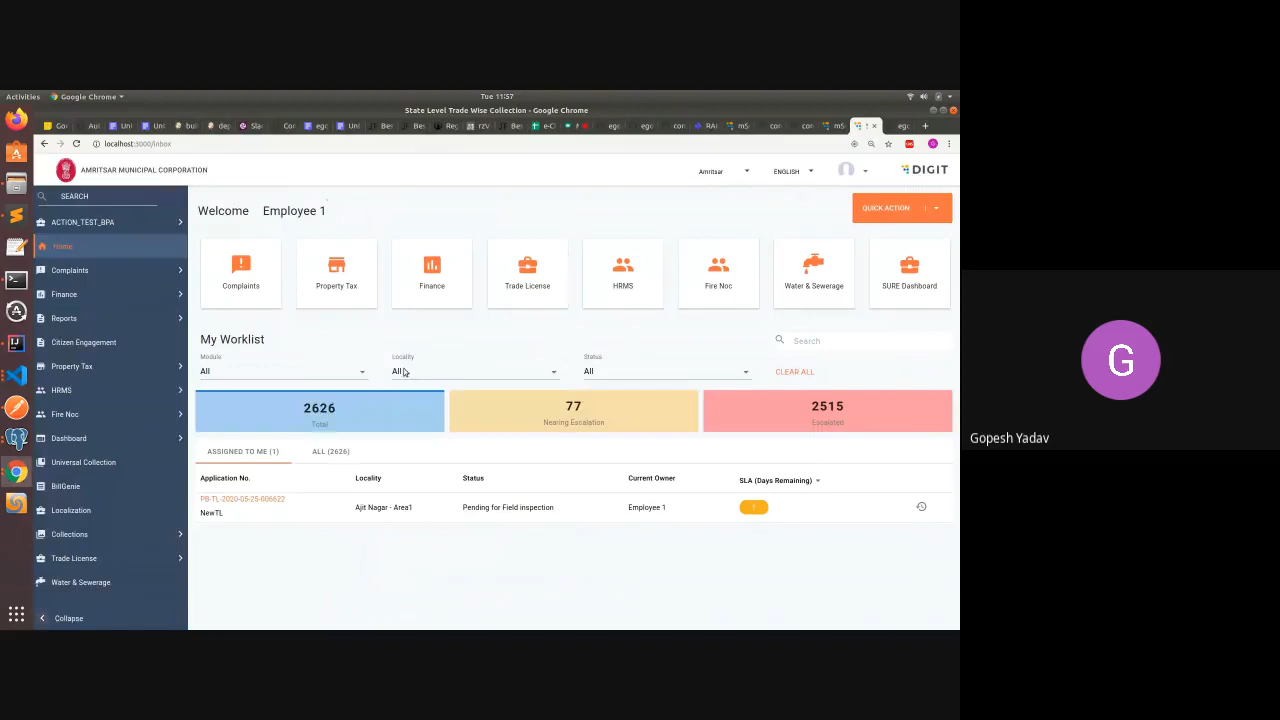 Activities
Google Chrome
Tue 11:57
State Level Trade Wise Collection - Google Chrome
localhost:3000/inbox
AMRITSAR MUNICIPAL CORPORATION
Amritsar
ENGLISH
DIGIT
SEARCH
ACTION_TEST_BPA
Home
Complaints
Finance
Reports
Citizen Engagement
Property Tax
HRMS
Fire Noc
Dashboard
Universal Collection
BillGenie
Localization
Collections
Trade License
Water & Sewerage
Collapse
Welcome Employee 1
QUICK ACTION
Complaints
Property Tax
Finance
Trade License
HRMS
Fire Noc
Water & Sewerage
SURE Dashboard
My Worklist
Search
Module
All
Locality
All
Status
All
CLEAR ALL
2626
Total
77
Nearing Escalation
2515
Escalated
ASSIGNED TO ME (1)
ALL (2626)
Application No.
Locality
Status
Current Owner
SLA (Days Remaining)
PB-TL-2020-05-25-006622
NewTL
Ajit Nagar - Area1
Pending for Field inspection
Employee 1
G
Gopesh Yadav